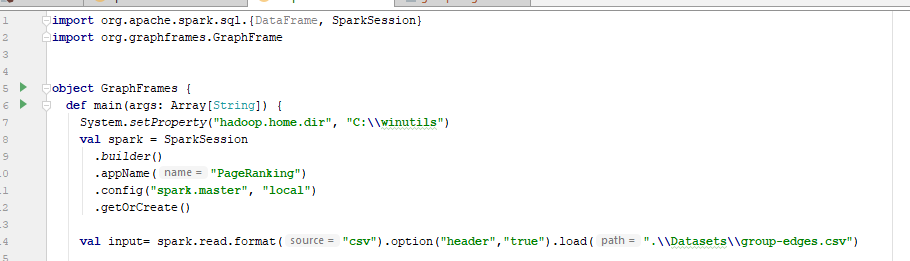 1 import org.apache.spark.sql.{DataFrame, SparkSession}
2 import org.graphframes.GraphFrame
3
4
5 object GraphFrames {
6 def main(args: Array[String]) {
7 System.setProperty("hadoop.home.dir", "C:\\winutils")
8 val spark = SparkSession
9 .builder()
10 .appName( name = "PageRanking")
11 .config("spark.master", "local")
12 .getOrCreate()
13
14 val input= spark.read.format( source = "csv").option("header","true").load( path = ".\\Datasets\\group-edges.csv")